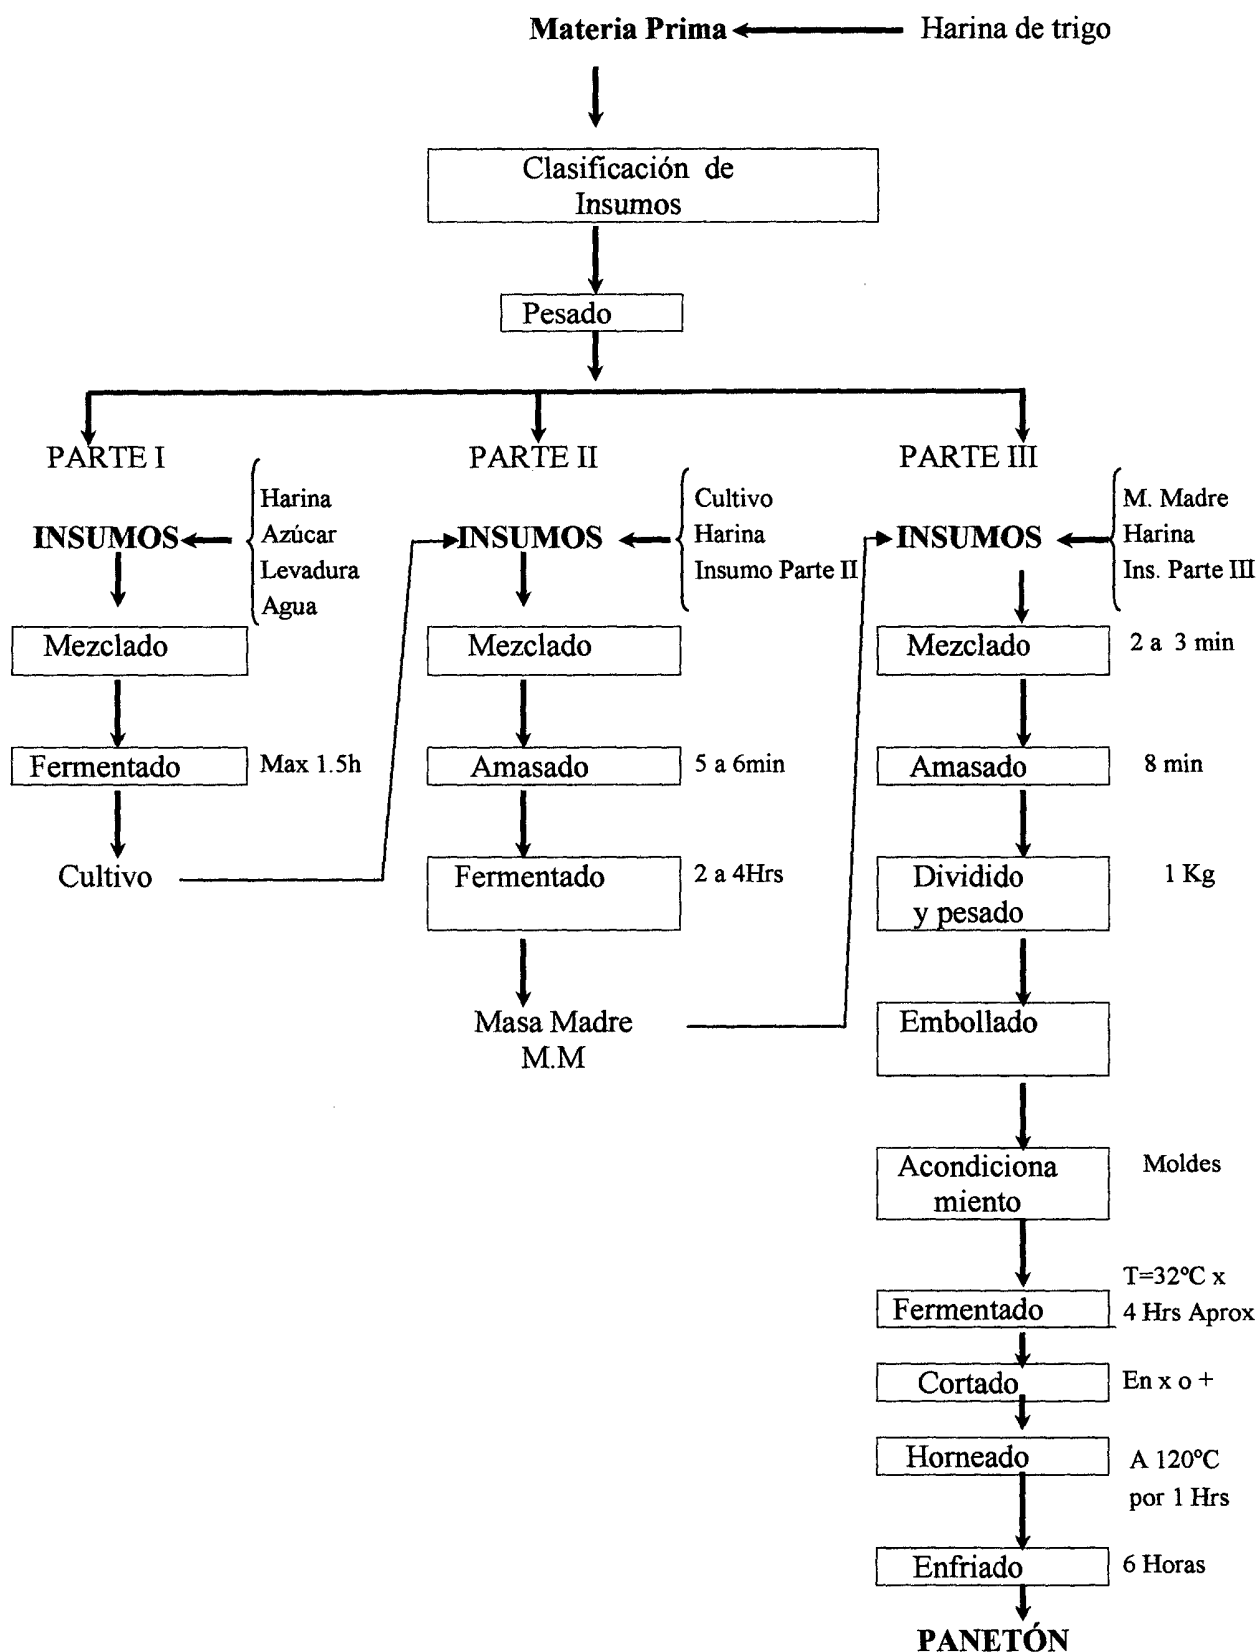 Materia Prima
Harina de trigo
Clasificación de
Insumos
Pesado
PARTE I
Harina
INSUMOS
Azúcar
Levadura
Agua
Mezclado
Fermentado
Max 1.5h
Cultivo
PARTE II
Cultivo
INSUMOS
Harina
Insumo Parte II
Mezclado
Amasado
5 a 6min
Fermentado
2 a 4Hrs
Masa Madre
M.M
PARTE III
M. Madre
INSUMOS
Harina
Ins. Parte III
Mezclado
2 a 3 min
Amasado
8 min
Dividido
y pesado
1 Kg
Embollado
Acondiciona
miento
Moldes
Fermentado
T=32ºC x
4 Hrs Aprox
Cortado
En x o +
Horneado
A 120ºC
por 1 Hrs
Enfriado
6 Horas
PANETÓN